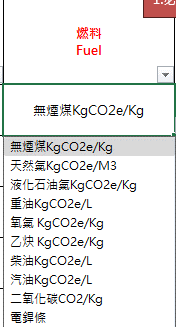 1.必
燃料
Fuel
無煙煤KgCO2e/Kg
無煙煤KgCO2e/Kg
天然氣KgCO2e/M3
液化石油氣KgCO2e/Kg
重油KgCO2e/L
氧氣 KgCO2e/Kg
乙炔 KgCO2e/Kg
柴油KgCO2e/L
汽油KgCO2e/L
二氧化碳CO2/Kg
電銲條